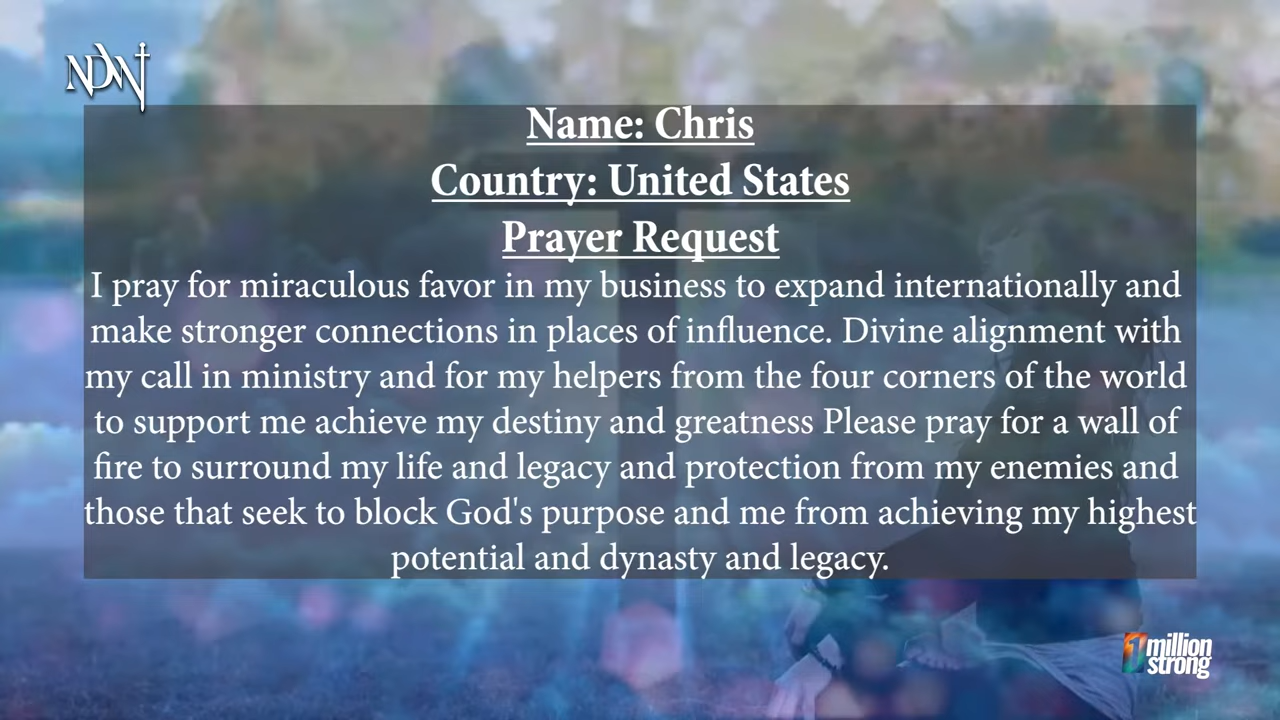 NDW
Name: Chris
Country: United States
Prayer Request
I pray for miraculous favor in my business to expand internationally and
make stronger connections in places of influence. Divine alignment with
my call in ministry and for my helpers from the four corners of the world
to support me achieve my destiny and greatness Please pray for a wall of
fire to surround my life and legacy and protection from my enemies and
those that seek to block God's purpose and me from achieving my highest
potential and dynasty and legacy.
1 million
strong